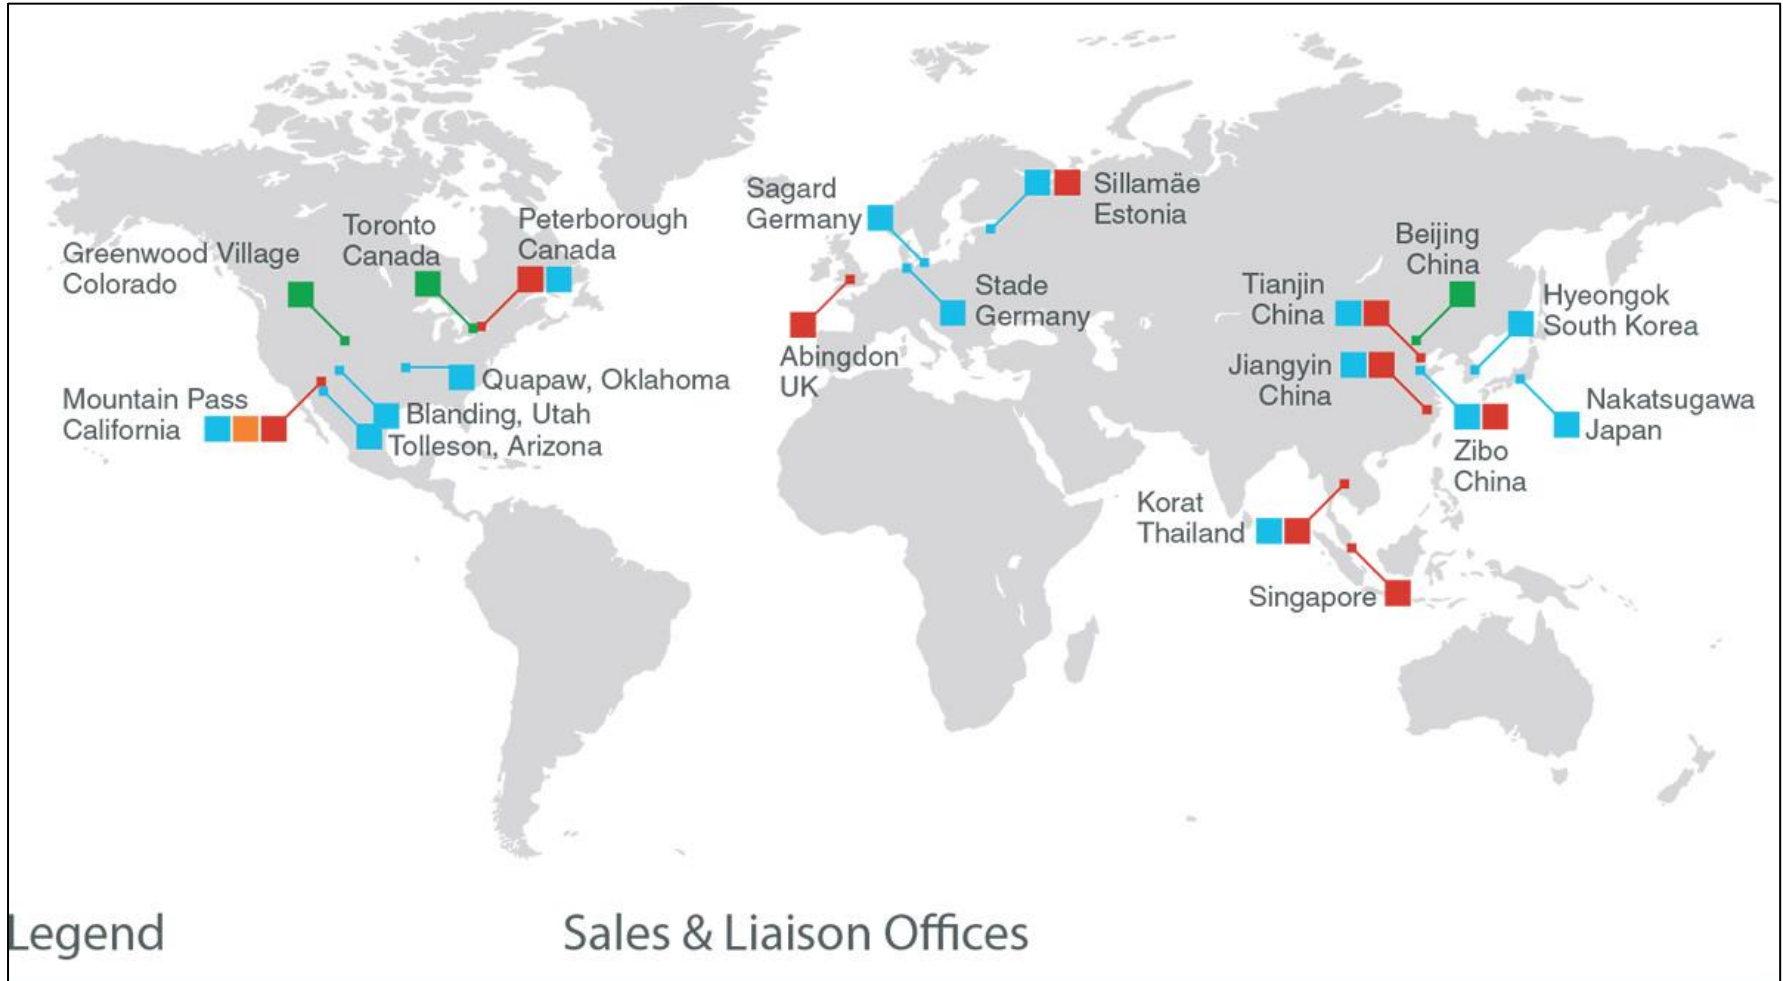 Sagard
Germany
Sillamäe
Estonia
Toronto
Canada
Peterborough
Canada
Greenwood Village
Colorado
Beijing
China
Tianjin
China
Hyeongok
South Korea
Stade
Germany
Abingdon
UK
Jiangyin
China
Quapaw, Oklahoma
Mountain Pass
California
Blanding, Utah
Tolleson, Arizona
Nakatsugawa
Japan
Zibo
China
Korat
Thailand
Singapore
Legend
Sales & Liaison Offices